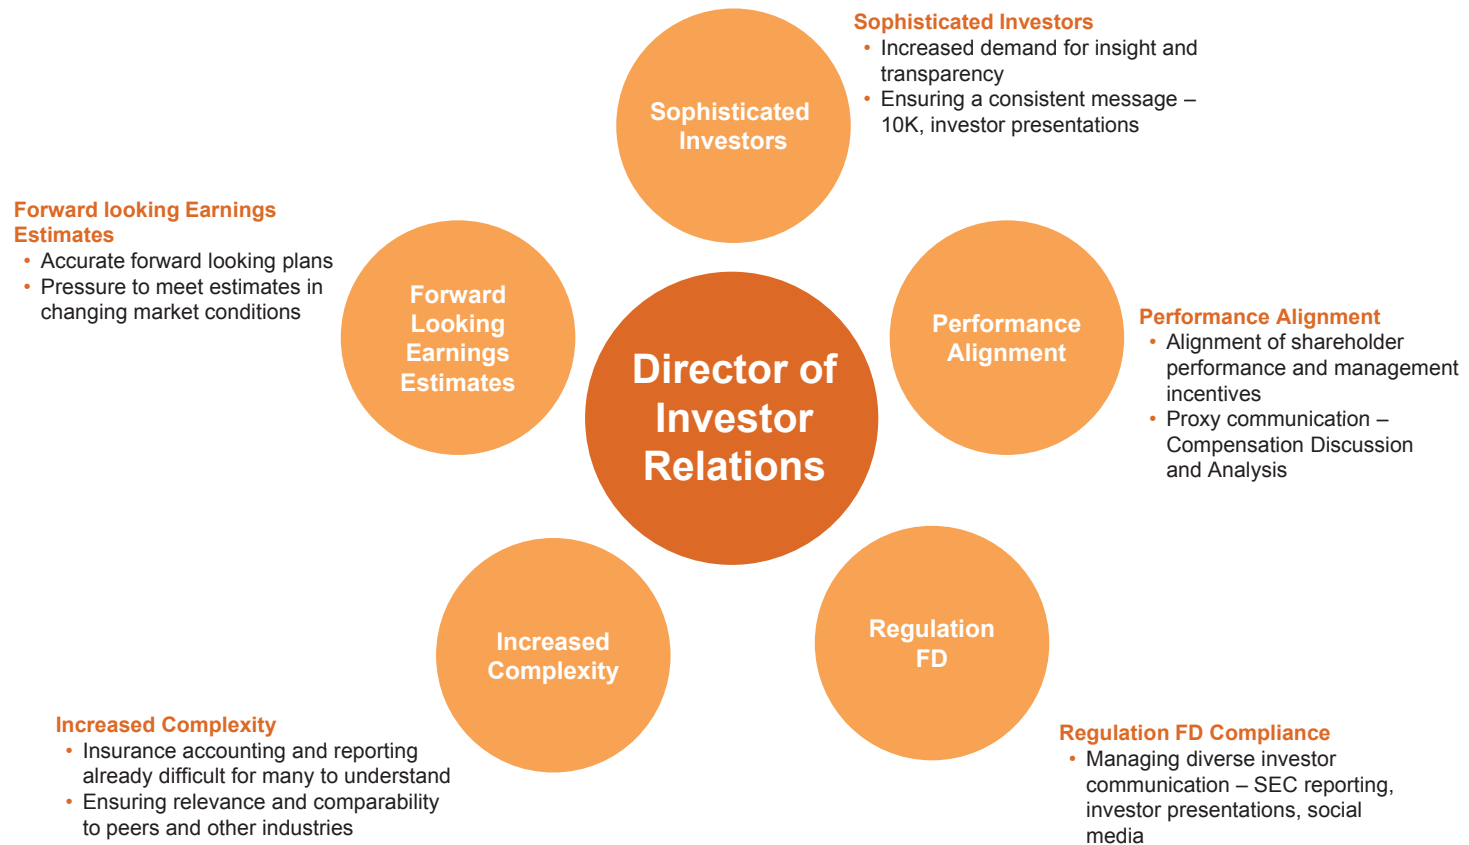 Sophisticated Investors
• Increased demand for insight and
transparency
• Ensuring a consistent message –
10K, investor presentations
Sophisticated
Investors
Forward looking Earnings
Estimates
• Accurate forward looking plans
• Pressure to meet estimates in
changing market conditions
Forward
Looking
Earnings
Estimates
Performance
Alignment
Performance Alignment
• Alignment of shareholder
performance and management
incentives
• Proxy communication –
Compensation Discussion
and Analysis
Director of
Investor
Relations
Increased
Complexity
Regulation
FD
Increased Complexity
• Insurance accounting and reporting
already difficult for many to understand
• Ensuring relevance and comparability
to peers and other industries
Regulation FD Compliance
• Managing diverse investor
communication – SEC reporting,
investor presentations, social
media